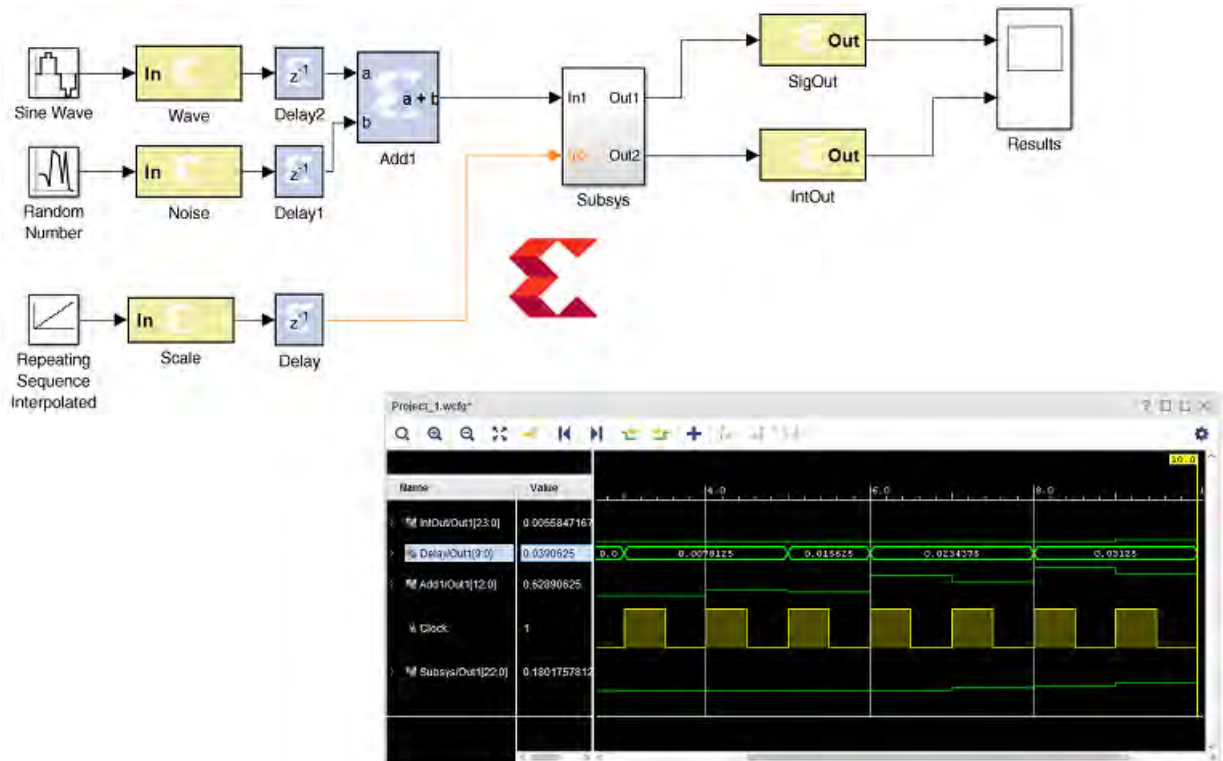 Out
In
z-1
a
a + b
b
Sine Wave
Wave
Delay2
Add1
In1 Out1
Out2
SigOut
In
z-1
Out
Results
Random
Number
Noise
Delay1
Subsys
IntOut
In
z-1
Repeating
Sequence
Interpolated
Scale
Delay
Project_1.wcfg*
10.0
Name Value
4.0 6.0 8.0
IntOut/Out1[23:0] 0.0055847167
Delay/Out1[9:0] 0.0390625 0.0 0.0078125 0.015625 0.0234375 0.03125
Add1/Out1[12:0] 0.62890625
Clock 1
Subsys/Out1[22:0] 0.1801757812